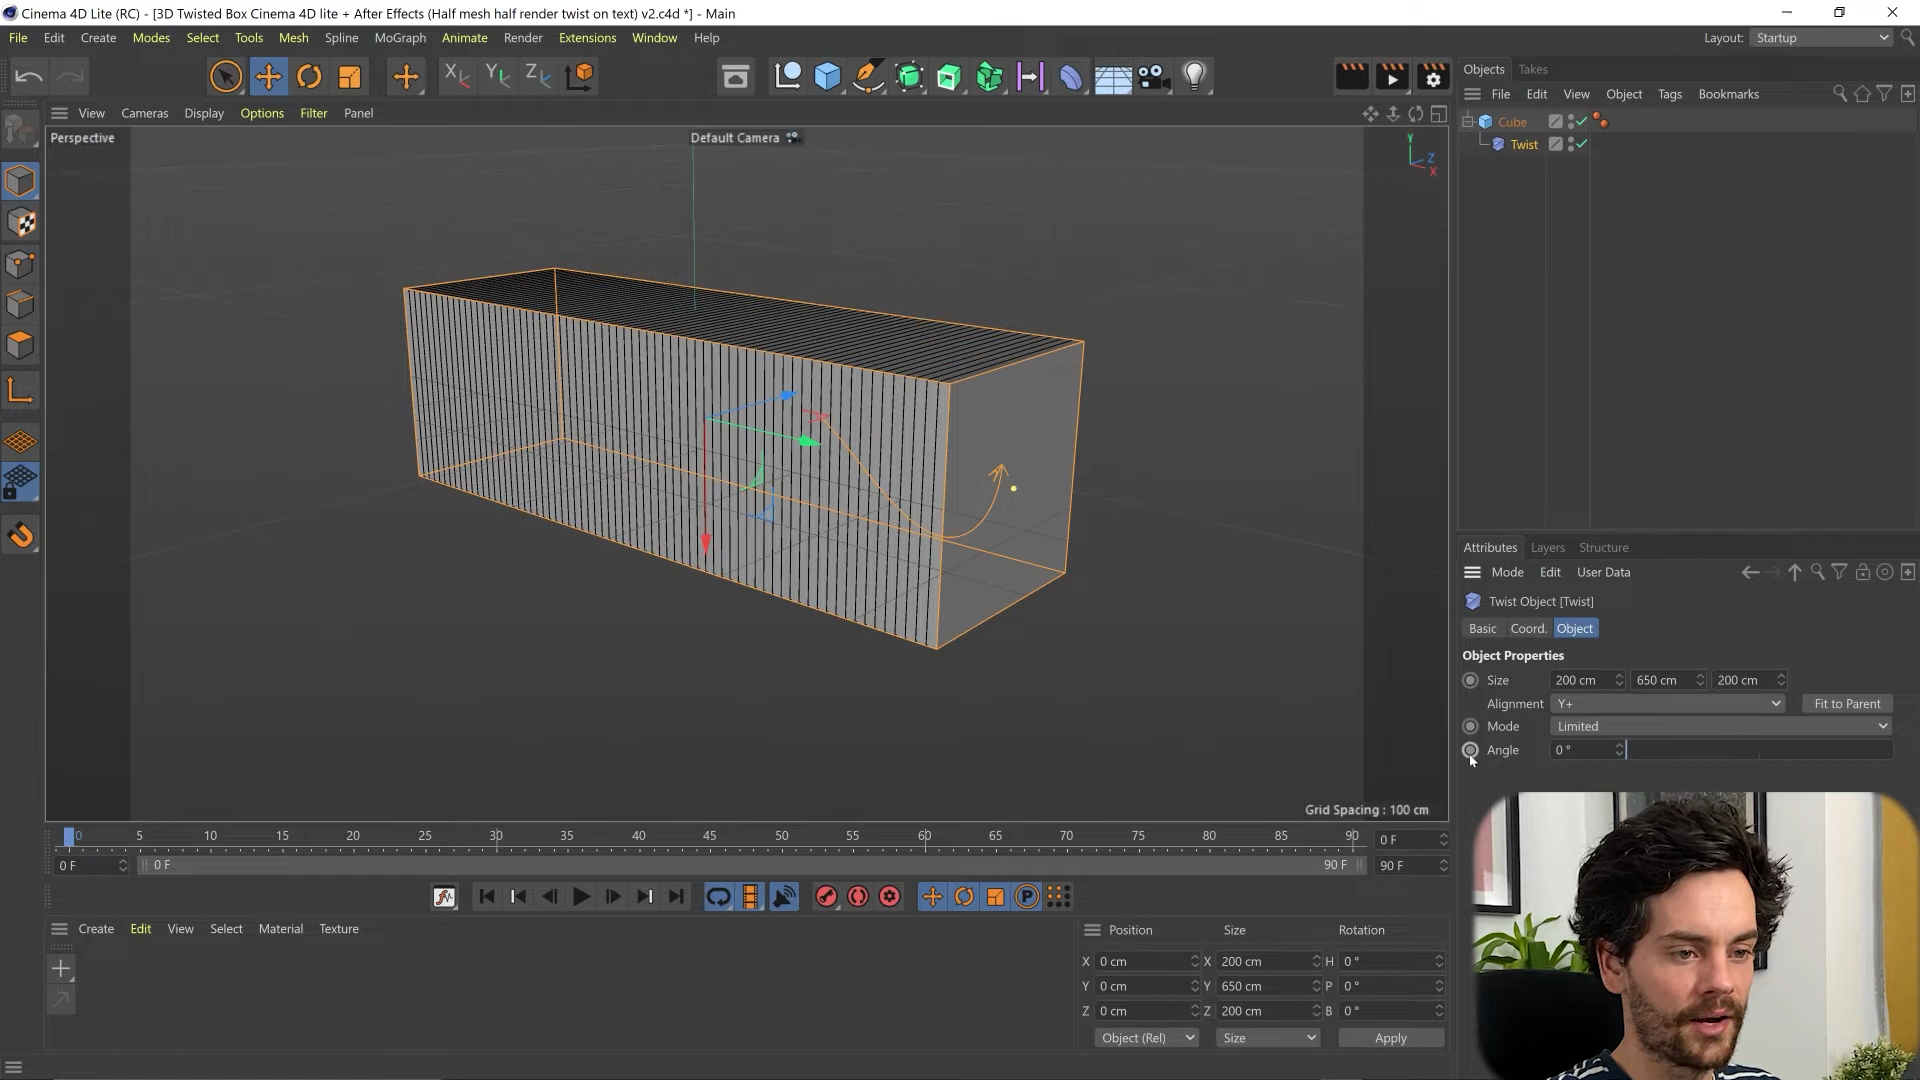 Cinema 4D Lite (RC) - [3D Twisted Box Cinema 4D lite + After Effects (Half mesh half render twist on text) v2.c4d *] - Main
File Edit Create Modes Select Tools Mesh Spline MoGraph Animate Render Extensions Window Help Layout: Startup
X Y Z
Objects Takes
View Cameras Display Options Filter Panel
File Edit View Object Tags Bookmarks
Perspective
Default Camera
Y
Z
X
Cube
Twist
Attributes Layers Structure
Mode Edit User Data
Twist Object [Twist]
Basic Coord. Object
Object Properties
Size 200 cm 650 cm 200 cm
Alignment Y+ Fit to Parent
Mode Limited
Angle 0 °
Grid Spacing : 100 cm
0 5 10 15 20 25 30 35 40 45 50 55 60 65 70 75 80 85 90 0 F
0 F 0 F 90 F 90 F
P
Create Edit View Select Material Texture
Position Size Rotation
X 0 cm X 200 cm H 0 °
Y 0 cm Y 650 cm P 0 °
Z 0 cm Z 200 cm B 0 °
Object (Rel) Size Apply